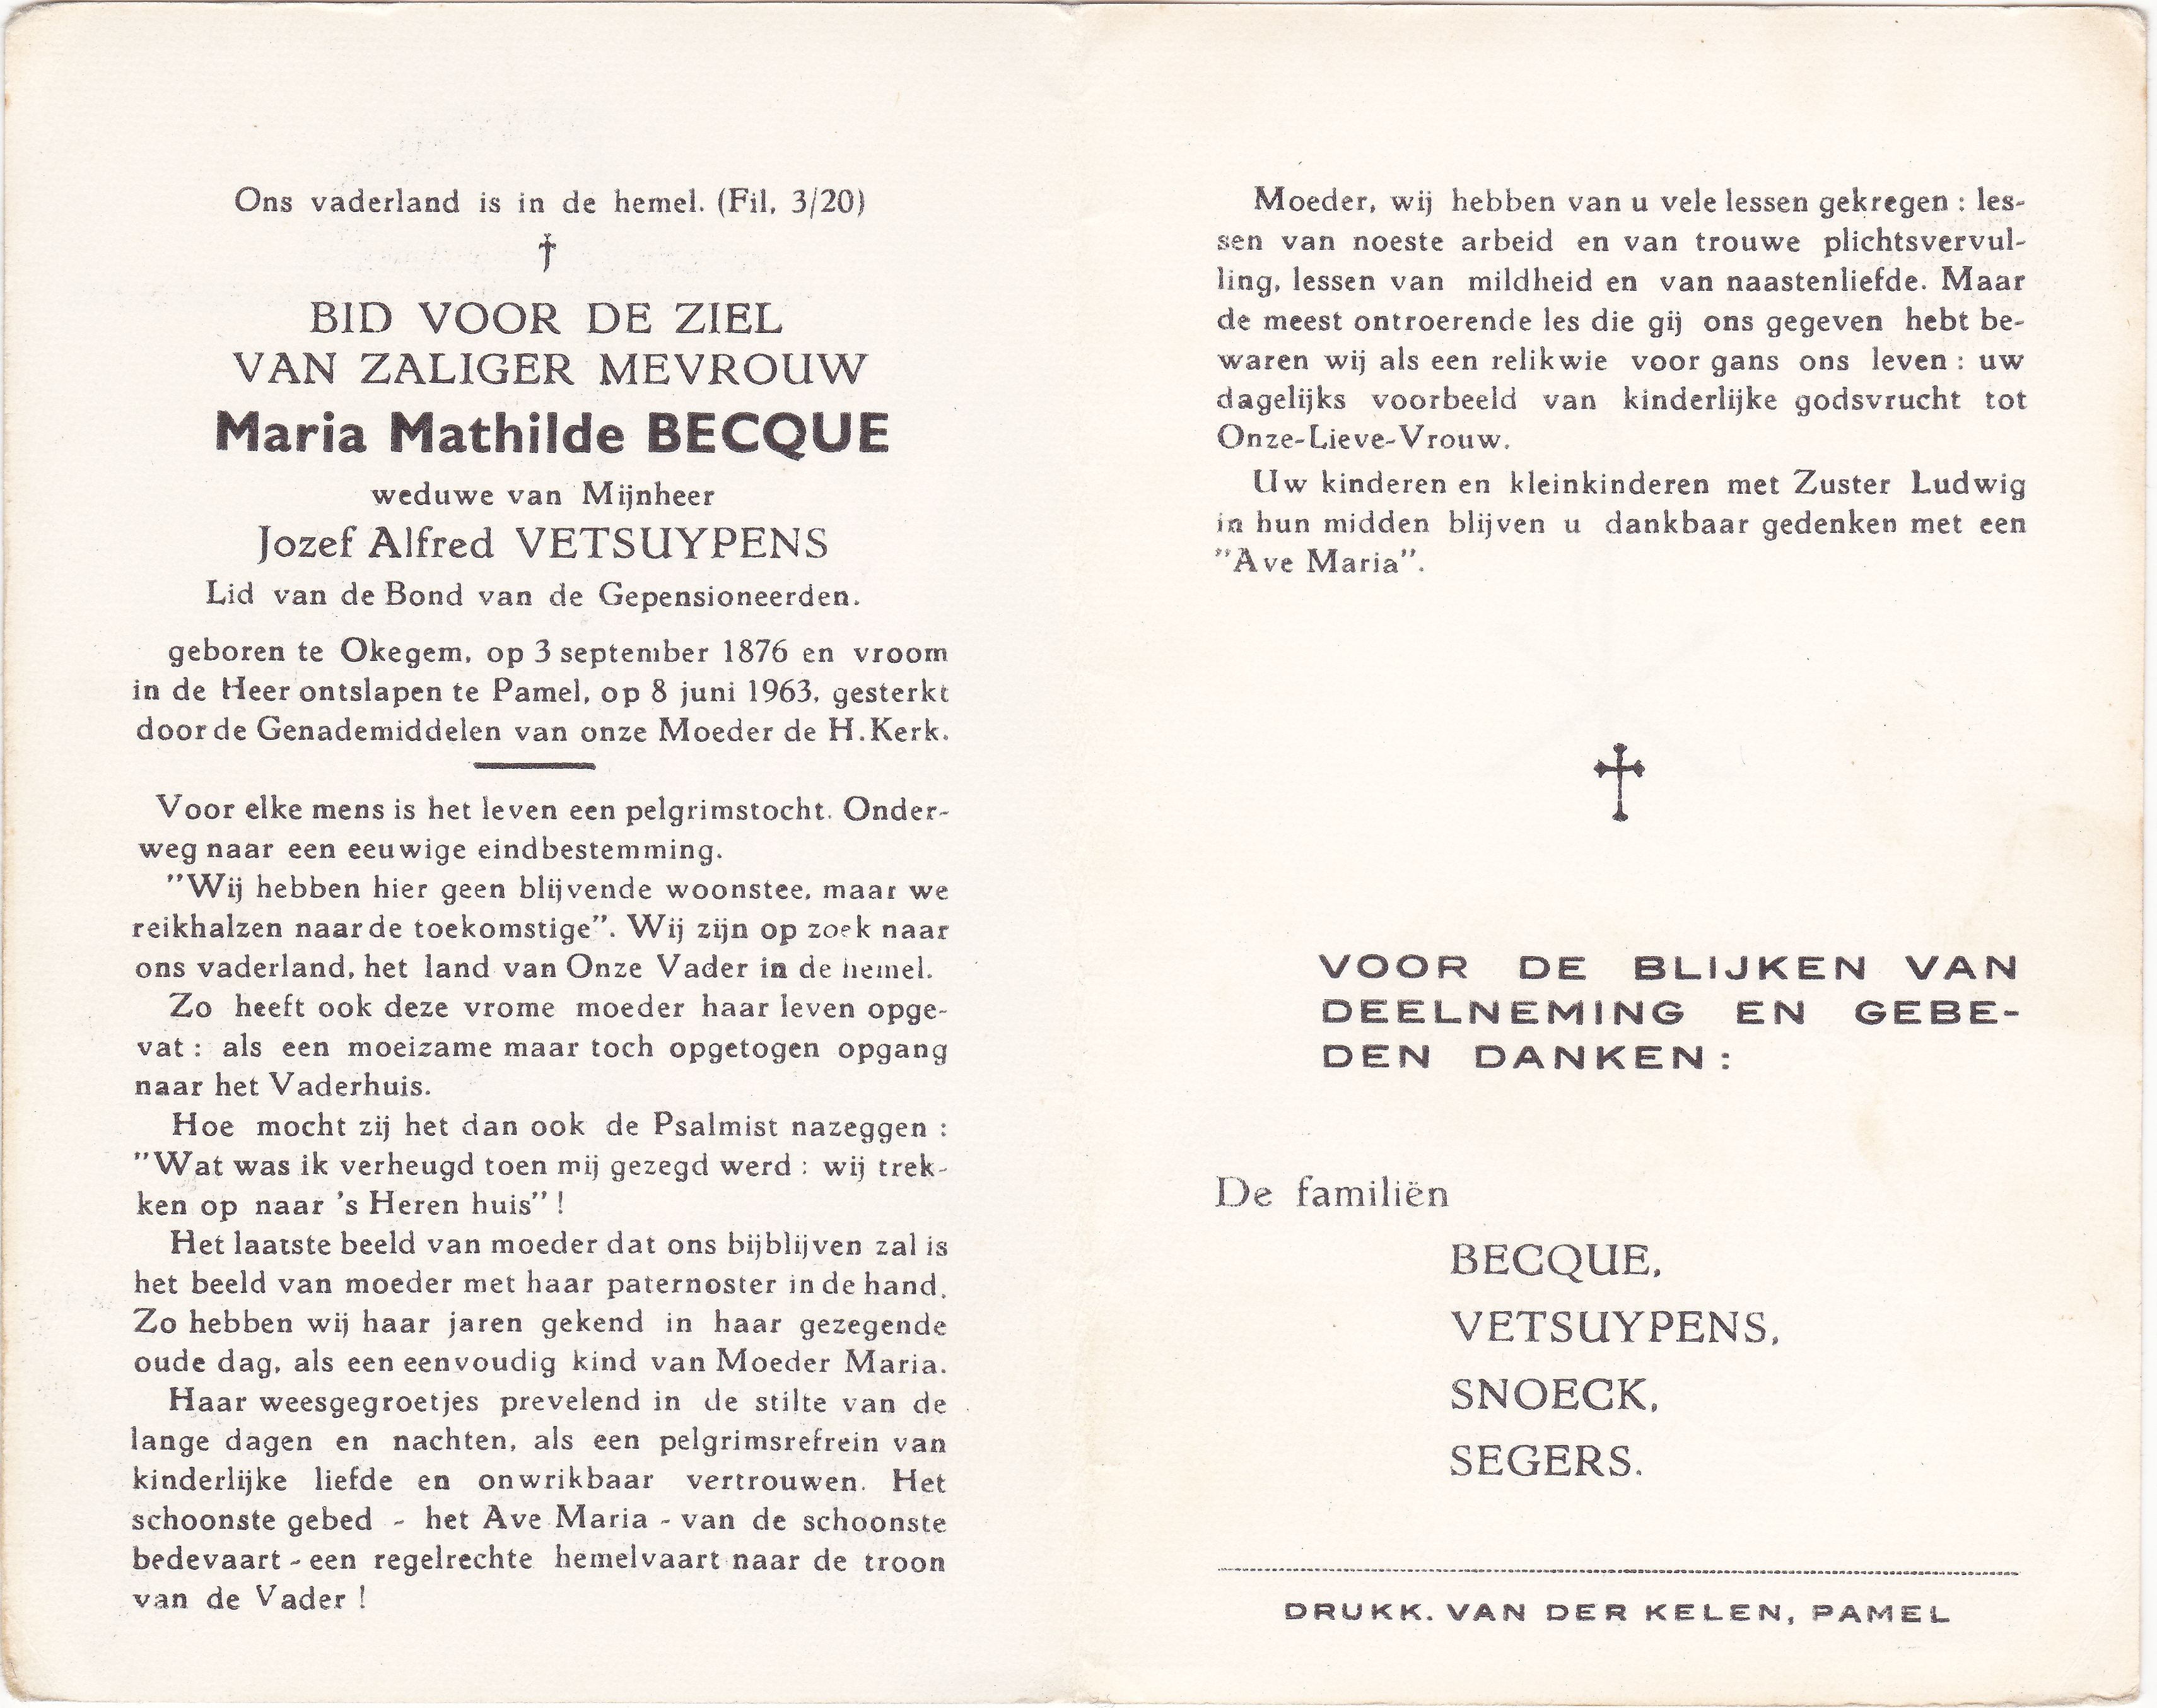 Ons vaderland is in de hemel. (Fil. 3/20)
BID VOOR DE ZIEL
VAN ZALIGER MEVROUW
Maria Mathilde BECQUE
weduwe van Mijnheer
Jozef Alfred VETSUYPENS
Lid van de Bond van de Gepensioneerden.
geboren te Okegem, op 3 september 1876 en vroom
in de Heer ontslapen te Pamel, op 8 juni 1963, gesterkt
door de Genademiddelen van onze Moeder de H. Kerk.
Voor elke mens is het leven een pelgrimstocht. Onder-
weg naar een eeuwige eindbestemming.
"Wij hebben hier geen blijvende woonstee, maar we
reikhalzen naar de toekomstige". Wij zijn op zoek naar
ons vaderland, het land van Onze Vader in de hemel.
Zo heeft ook deze vrome moeder haar leven opge-
vat : als een moeizame maar toch opgetogen opgang
naar het Vaderhuis.
Hoe mocht zij het dan ook de Psalmist nazeggen :
"Wat was ik verheugd toen mij gezegd werd : wij trek-
ken op naar 's Heren huis" !
Het laatste beeld van moeder dat ons bijblijven zal is
het beeld van moeder met haar paternoster in de hand.
Zo hebben wij haar jaren gekend in haar gezegende
oude dag, als een eenvoudig kind van Moeder Maria.
Haar weesgegroetjes prevelend in de stilte van de
lange dagen en nachten, als een pelgrimsrefrein van
kinderlijke liefde en onwrikbaar vertrouwen. Het
schoonste gebed - het Ave Maria - van de schoonste
bedevaart - een regelrechte hemelvaart naar de troon
van de Vader !
Moeder, wij hebben van u vele lessen gekregen : les-
sen van noeste arbeid en van trouwe plichtsvervul-
ling, lessen van mildheid en van naastenliefde. Maar
de meest ontroerende les die gij ons gegeven hebt be-
waren wij als een relikwie voor gans ons leven : uw
dagelijks voorbeeld van kinderlijke godsvrucht tot
Onze-Lieve-Vrouw.
Uw kinderen en kleinkinderen met Zuster Ludwig
in hun midden blijven u dankbaar gedenken met een
"Ave Maria".
VOOR DE BLIJKEN VAN
DEELNEMING EN GEBE-
DEN DANKEN :
De familiën
BECQUE,
VETSUYPENS,
SNOECK,
SEGERS.
DRUKK. VAN DER KELEN, PAMEL